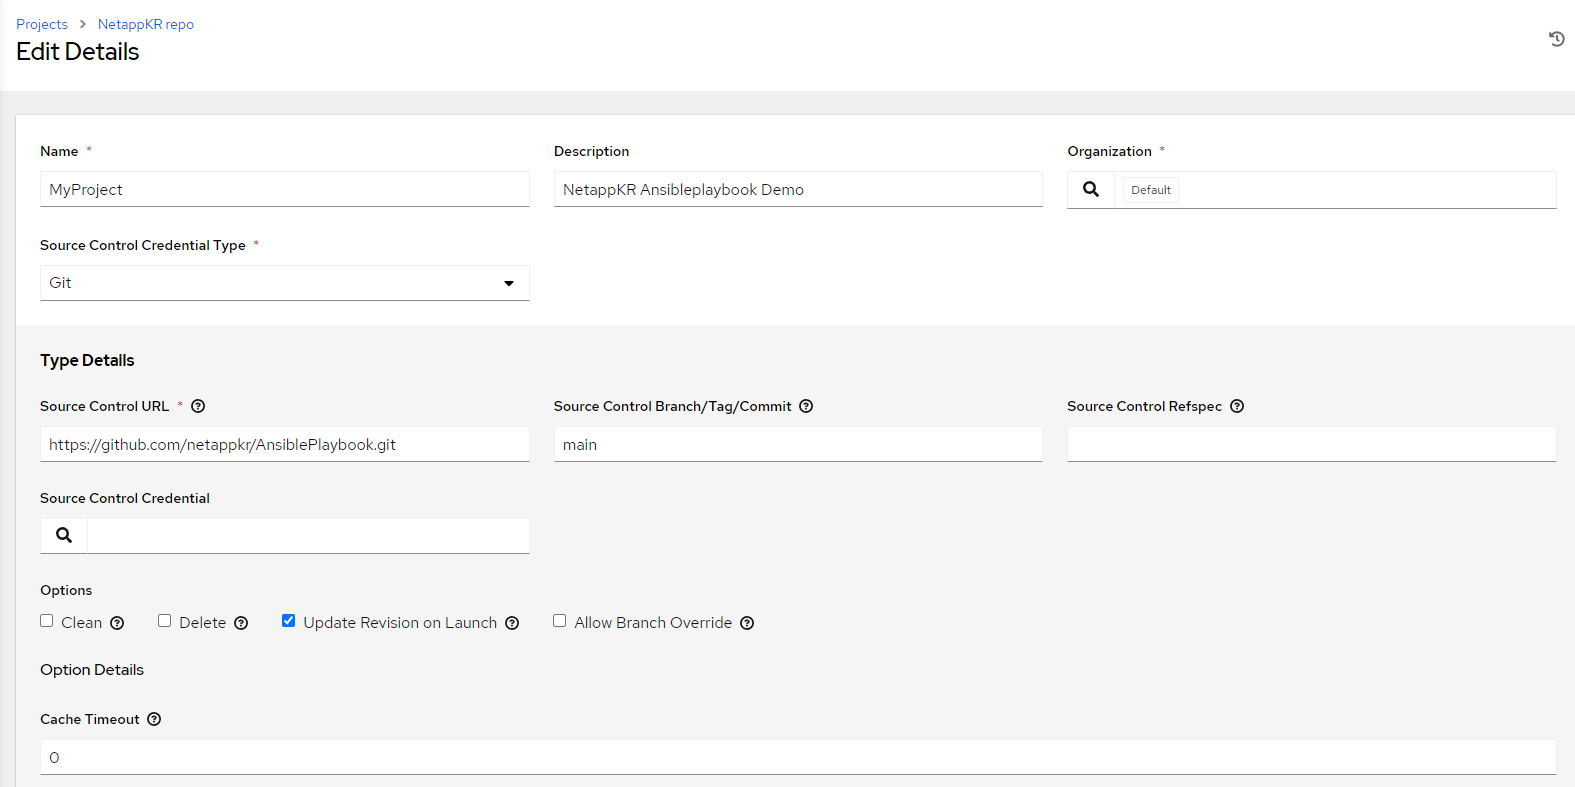 Projects > NetappKR repo
Edit Details
Name *
MyProject
Description
NetappKR Ansibleplaybook Demo
Organization *
Default
Source Control Credential Type *
Git
Type Details
Source Control URL *
https://github.com/netappkr/AnsiblePlaybook.git
Source Control Branch/Tag/Commit
main
Source Control Refspec
Source Control Credential
Options
Clean
Delete
Update Revision on Launch
Allow Branch Override
Option Details
Cache Timeout
0